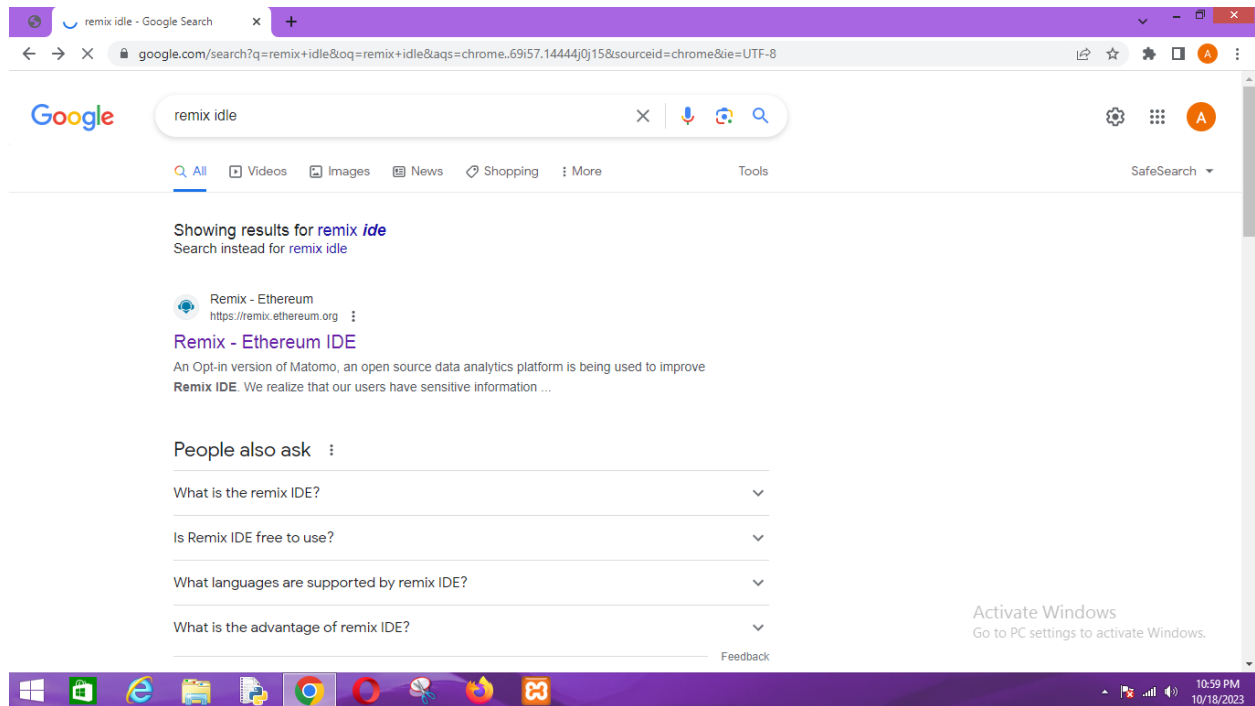 remix idle - Google Search
google.com/search?q=remix+idle&oq=remix+idle&aqs=chrome..69i57.14444j0j15&sourceid=chrome&ie=UTF-8
A
Google
remix idle
A
All Videos Images News Shopping More Tools SafeSearch
Showing results for remix ide
Search instead for remix idle
Remix - Ethereum
https://remix.ethereum.org
Remix - Ethereum IDE
An Opt-in version of Matomo, an open source data analytics platform is being used to improve
Remix IDE. We realize that our users have sensitive information ...
People also ask
What is the remix IDE?
Is Remix IDE free to use?
What languages are supported by remix IDE?
What is the advantage of remix IDE?
Feedback
Activate Windows
Go to PC settings to activate Windows.
10:59 PM
10/18/2023